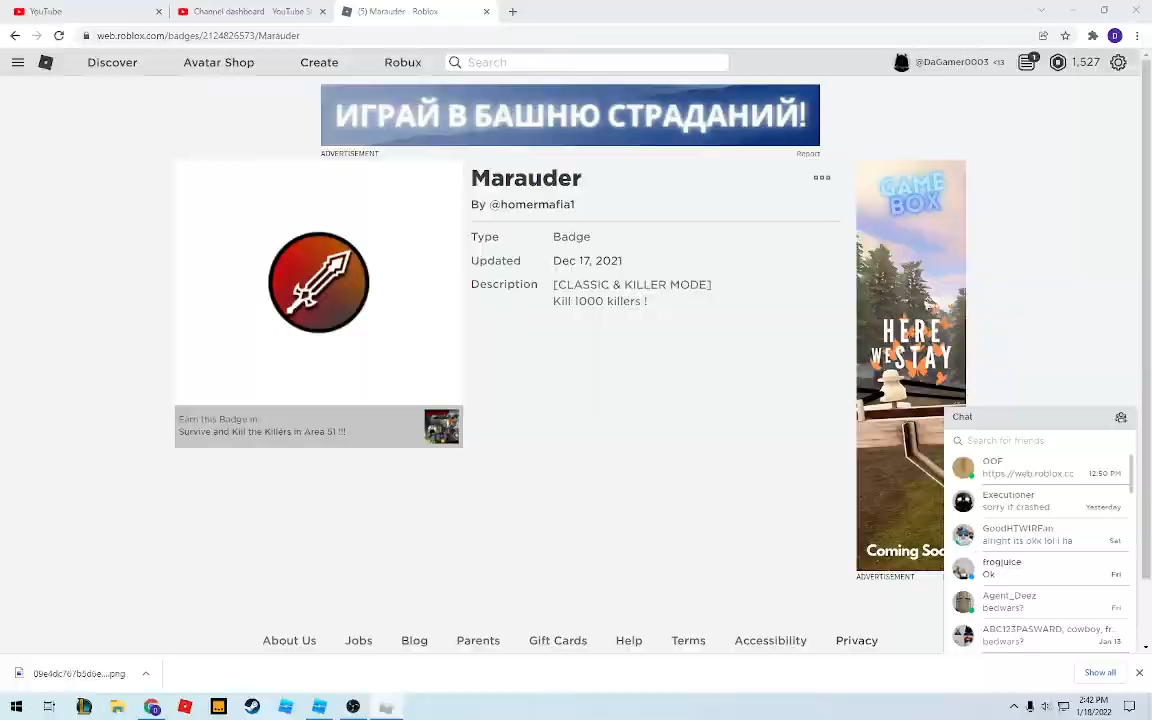 YouTube
Channel dashboard - YouTube S
(5) Marauder - Roblox
web.roblox.com/badges/2124826573/Marauder
Discover
Avatar Shop
Create
Robux
Search
@DaGamer0003 <13
1
1,527
ИГРАЙ В БАШНЮ СТРАДАНИЙ!
ADVERTISEMENT
Report
Marauder
By @homermafia1
Type
Badge
Updated
Dec 17, 2021
Description
[CLASSIC & KILLER MODE]
Kill 1000 killers !
Earn this Badge in:
Survive and Kill the Killers in Area 51 !!!
GAME
BOX
HERE
WE STAY
Coming Soo
ADVERTISEMENT
Chat
Search for friends
OOF
https://web.roblox.cc
12:50 PM
Executioner
sorry it crashed
Yesterday
GoodHTWIRFan
alright its okk lol i ha
Sat
frogjuice
Ok
Fri
Agent_Deez
bedwars?
Fri
ABC123PASWARD, cowboy, fr...
bedwars?
Jan 13
About Us
Jobs
Blog
Parents
Gift Cards
Help
Terms
Accessibility
Privacy
09e4dc767b5d6e....png
Show all
2:42 PM
1/18/2022